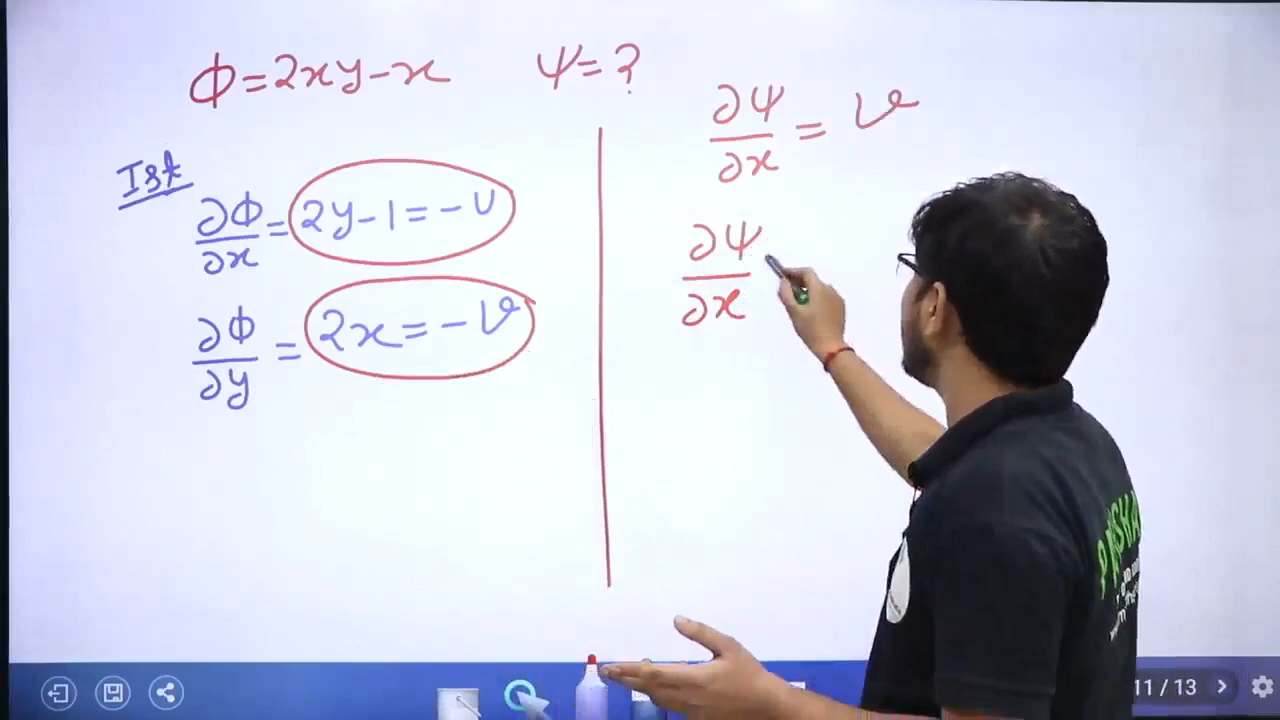 ϕ=2xy-x ψ=?
Ist
∂ϕ/∂x = 2y-1=-u
∂ϕ/∂y = 2x=-v
∂ψ/∂x = v
∂ψ/∂x
11 / 13